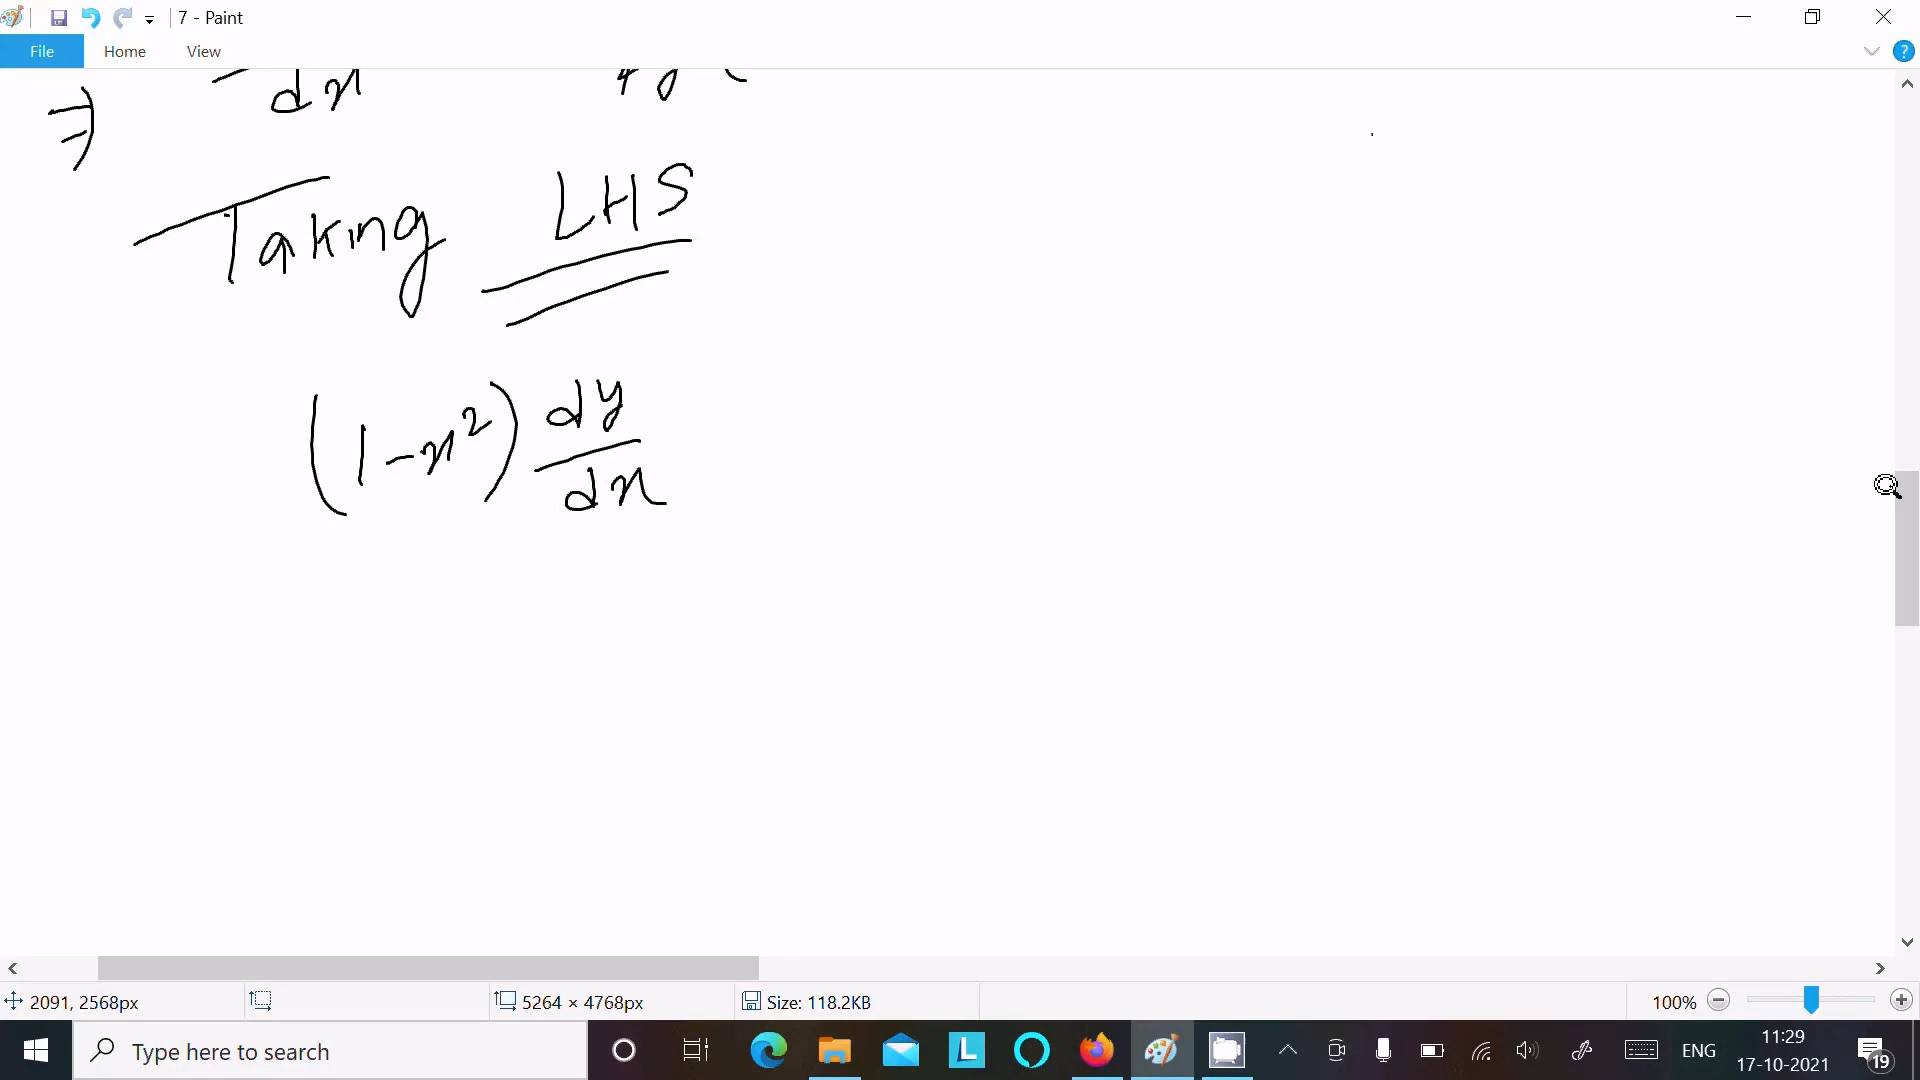 7 - Paint
File Home View
⇒ dx
Taking LHS
(1-x²) dy/dx
2091, 2568px 5264 × 4768px Size: 118.2KB 100%
Type here to search ENG 11:29
17-10-2021 19